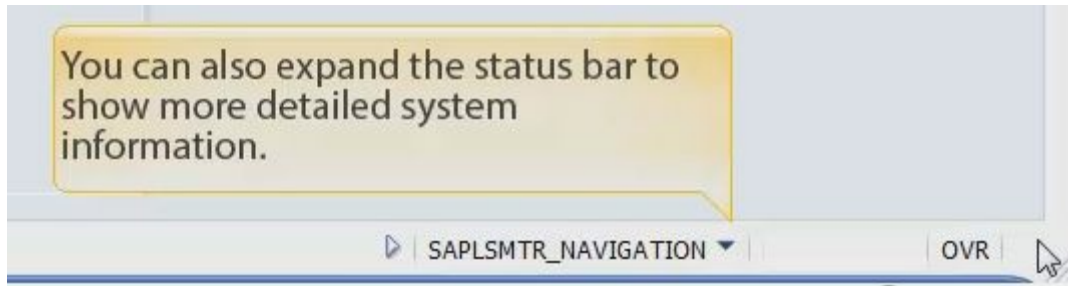 You can also expand the status bar to
show more detailed system
information.
SAPLSMTR_NAVIGATION OVR